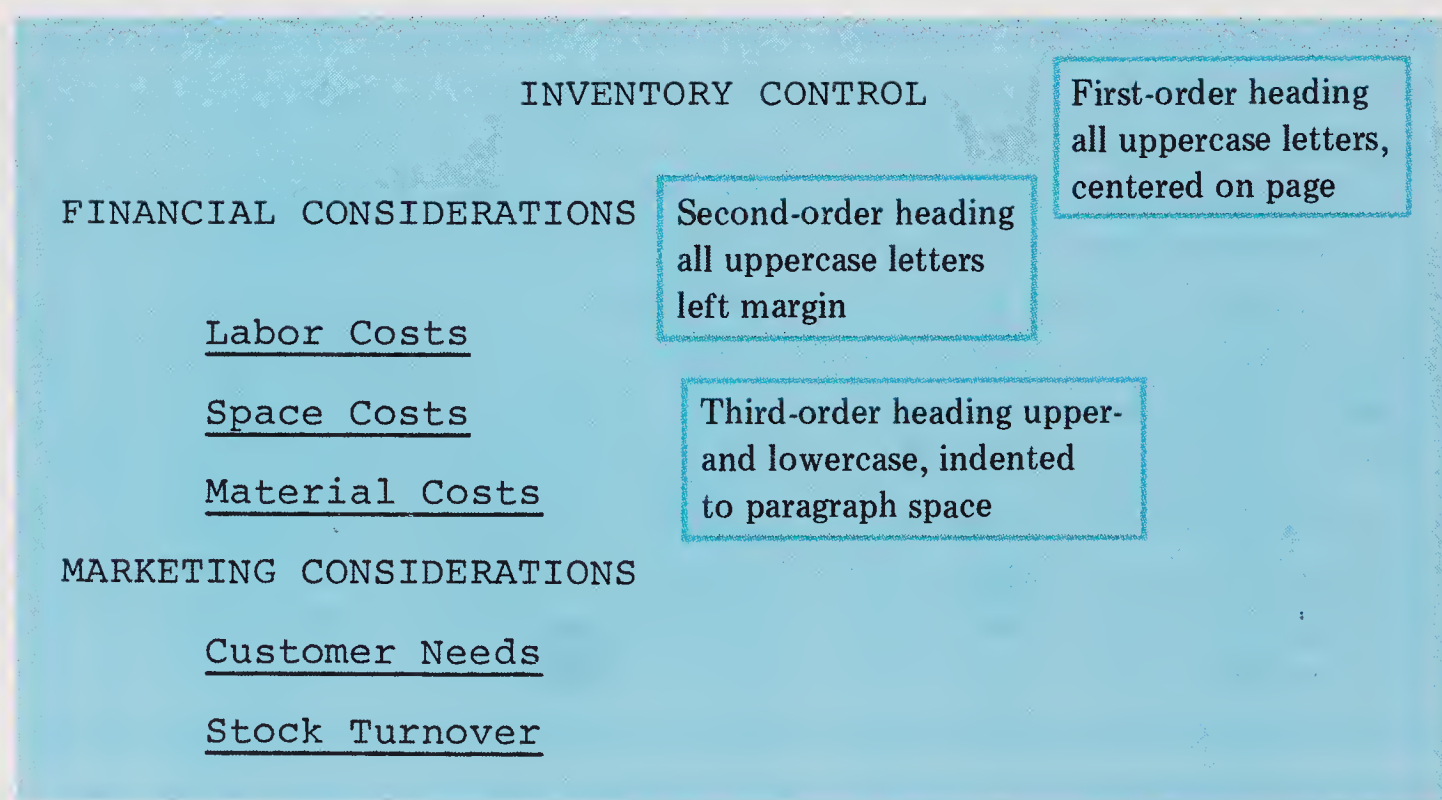 INVENTORY CONTROL
First-order heading
all uppercase letters,
centered on page
FINANCIAL CONSIDERATIONS
Second-order heading
all uppercase letters
left margin
Labor Costs
Space Costs
Material Costs
Third-order heading upper-
and lowercase, indented
to paragraph space
MARKETING CONSIDERATIONS
Customer Needs
Stock Turnover